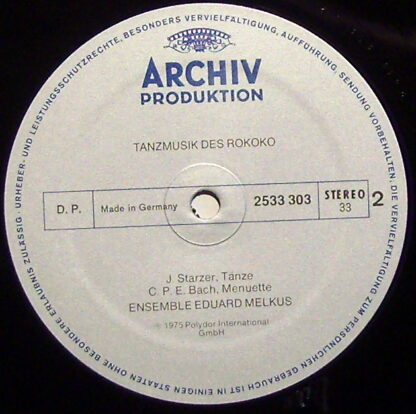 URHEBER- UND LEISTUNGSSCHUTZRECHTE, BESONDERS VERVIELFÄLTIGUNG, AUFFÜHRUNG, SENDUNG VORBEHALTEN; DIE VERVIELFÄLTIGUNG ZUM PERSÖNLICHEN GEBRAUCH IST IN EINIGEN STAATEN OHNE BESONDERE ERLAUBNIS ZULÄSSIG ·
ARCHIV
PRODUKTION
TANZMUSIK DES ROKOKO
D. P. Made in Germany 2533 303 STEREO 33 2
J. Starzer, Tänze
C. P. E. Bach, Menuette
ENSEMBLE EDUARD MELKUS
℗ 1975 Polydor International
GmbH